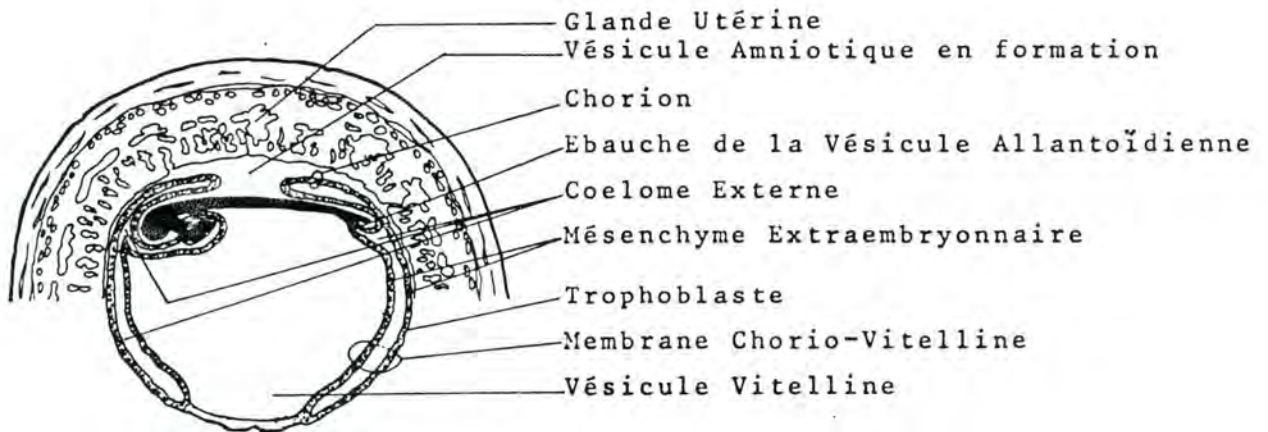 Glande Utérine
Vésicule Amniotique en formation
Chorion
Ebauche de la Vésicule Allantoïdienne
Coelome Externe
Mésenchyme Extraembryonnaire
Trophoblaste
Membrane Chorio-Vitelline
Vésicule Vitelline